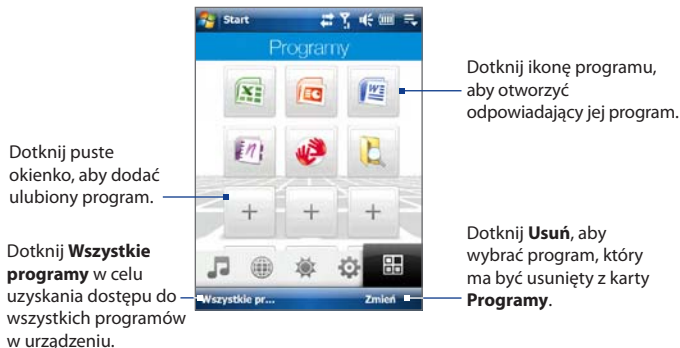 Start
Programy
Dotknij ikonę programu,
aby otworzyć
odpowiadający jej program.
Dotknij puste
okienko, aby dodać
ulubiony program.
Dotknij Wszystkie
programy w celu
uzyskania dostępu do
wszystkich programów
w urządzeniu.
Wszystkie pr...
Zmień
Dotknij Usuń, aby
wybrać program, który
ma być usunięty z karty
Programy.